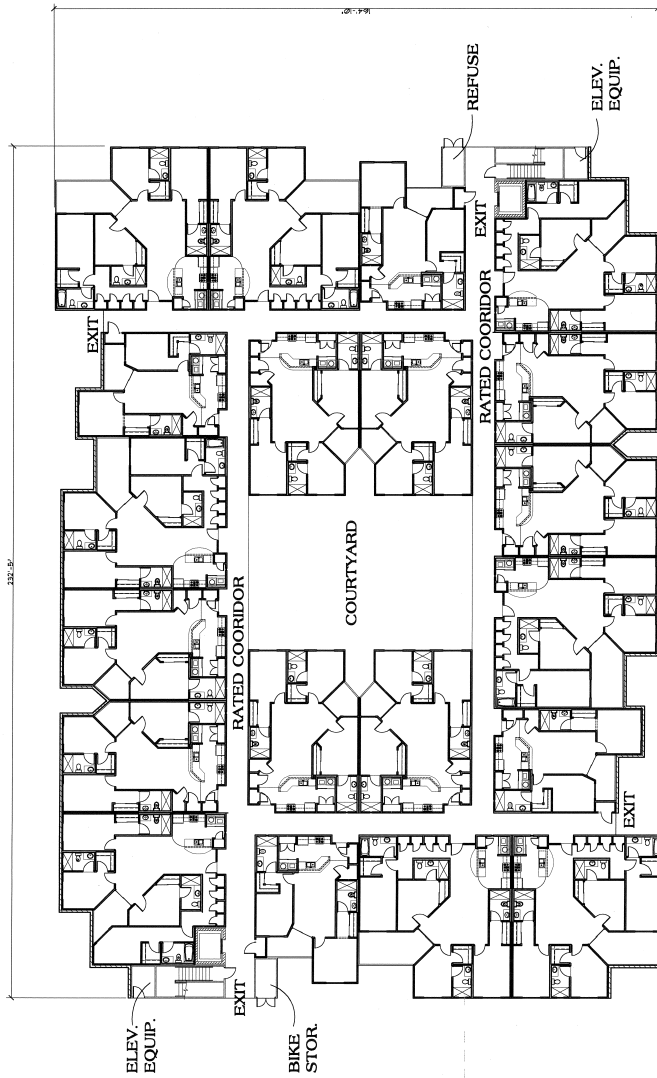 REFUSE
ELEV.
EQUIP.
EXIT
EXIT
RATED COORIDOR
COURTYARD
232'-5"
RATED COORIDOR
EXIT
EXIT
ELEV.
EQUIP.
BIKE
STOR.